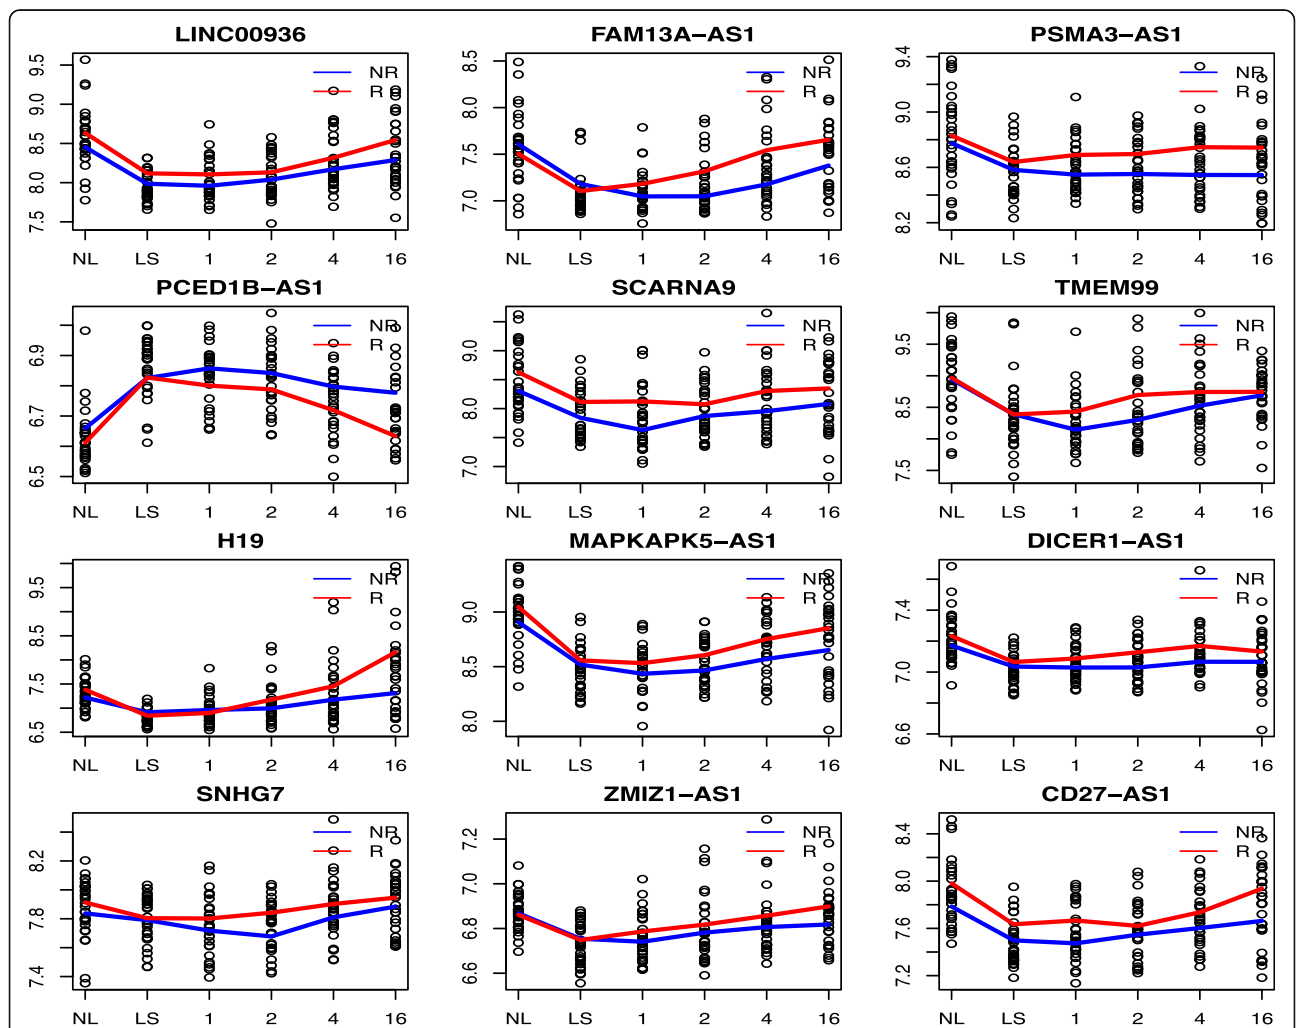 LINC00936
9.5
9.0
8.5
8.0
7.5
NR
R
NL LS 1 2 4 16
FAM13A–AS1
8.5
8.0
7.5
7.0
NR
R
NL LS 1 2 4 16
PSMA3–AS1
9.4
9.0
8.6
8.2
NR
R
NL LS 1 2 4 16
PCED1B–AS1
6.9
6.7
6.5
NR
R
NL LS 1 2 4 16
SCARNA9
9.0
8.0
7.0
NR
R
NL LS 1 2 4 16
TMEM99
9.5
8.5
7.5
NR
R
NL LS 1 2 4 16
H19
9.5
8.5
7.5
6.5
NR
R
NL LS 1 2 4 16
MAPKAPK5–AS1
9.0
8.5
8.0
NR
R
NL LS 1 2 4 16
DICER1–AS1
7.4
7.0
6.6
NR
R
NL LS 1 2 4 16
SNHG7
8.2
7.8
7.4
NR
R
NL LS 1 2 4 16
ZMIZ1–AS1
7.2
7.0
6.8
6.6
NR
R
NL LS 1 2 4 16
CD27–AS1
8.4
8.0
7.6
7.2
NR
R
NL LS 1 2 4 16